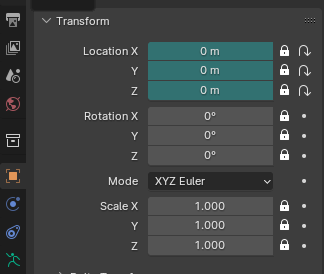 Transform
Location X 0 m
Y 0 m
Z 0 m
Rotation X 0°
Y 0°
Z 0°
Mode XYZ Euler
Scale X 1.000
Y 1.000
Z 1.000